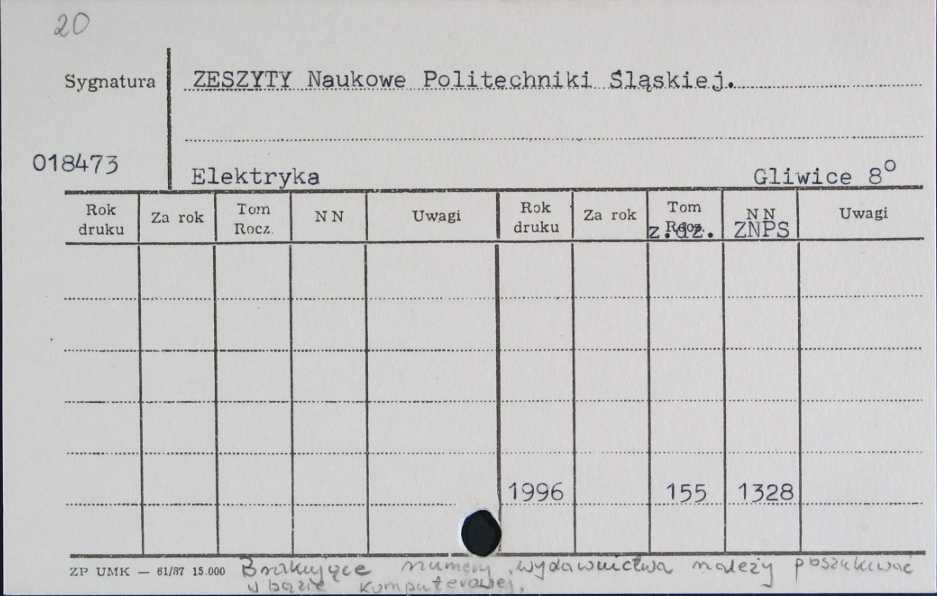 20
Sygnatura ZESZYTY Naukowe Politechniki Śląskiej.
018473
Elektryka Gliwice 8°
Rok druku Za rok Tom Rocz. N N Uwagi Rok druku Za rok Tom Rocz. z.dz. N N ZNPS Uwagi
1996 155 1328
ZP UMK — 61/87 15.000 Brakujące numery wydawnictwa należy poszukiwać
w bazie komputerowej.